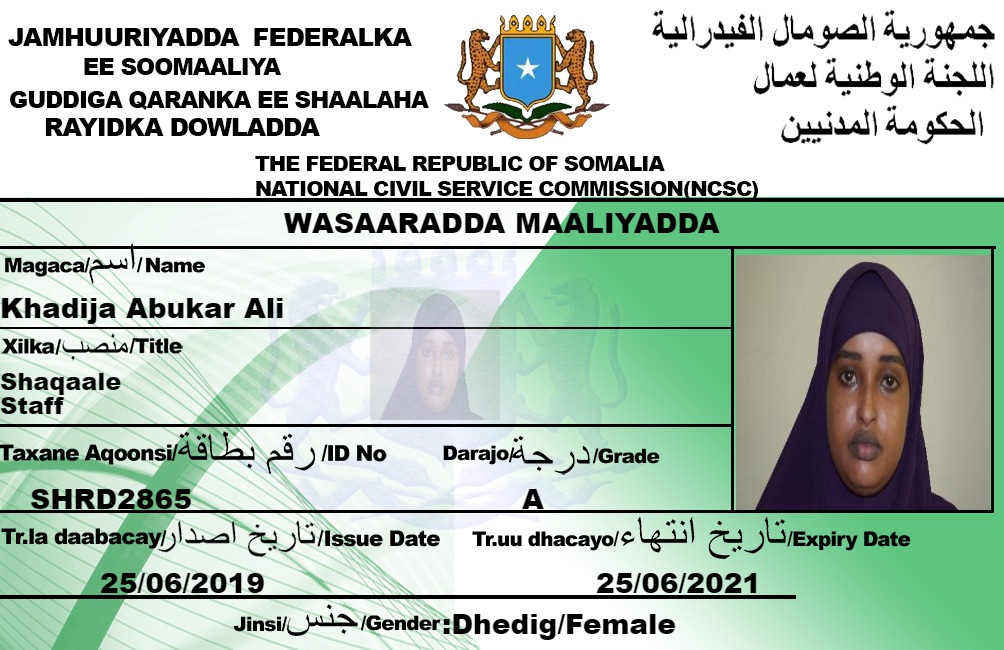 JAMHUURIYADDA FEDERALKA
EE SOOMAALIYA
GUDDIGA QARANKA EE SHAALAHA
RAYIDKA DOWLADDA
جمهورية الصومال الفيدرالية
اللجنة الوطنية لعمال
الحكومة المدنيين
THE FEDERAL REPUBLIC OF SOMALIA
NATIONAL CIVIL SERVICE COMMISSION(NCSC)
WASAARADDA MAALIYADDA
Magaca/اسم/Name
Khadija Abukar Ali
Xilka/منصب/Title
Shaqaale
Staff
Taxane Aqoonsi/رقم بطاقة/ID No
Darajo/درجة/Grade
SHRD2865
A
Tr.la daabacay/تاريخ اصدار/Issue Date
Tr.uu dhacayo/تاريخ انتهاء/Expiry Date
25/06/2019
25/06/2021
Jinsi/جنس/Gender:Dhedig/Female